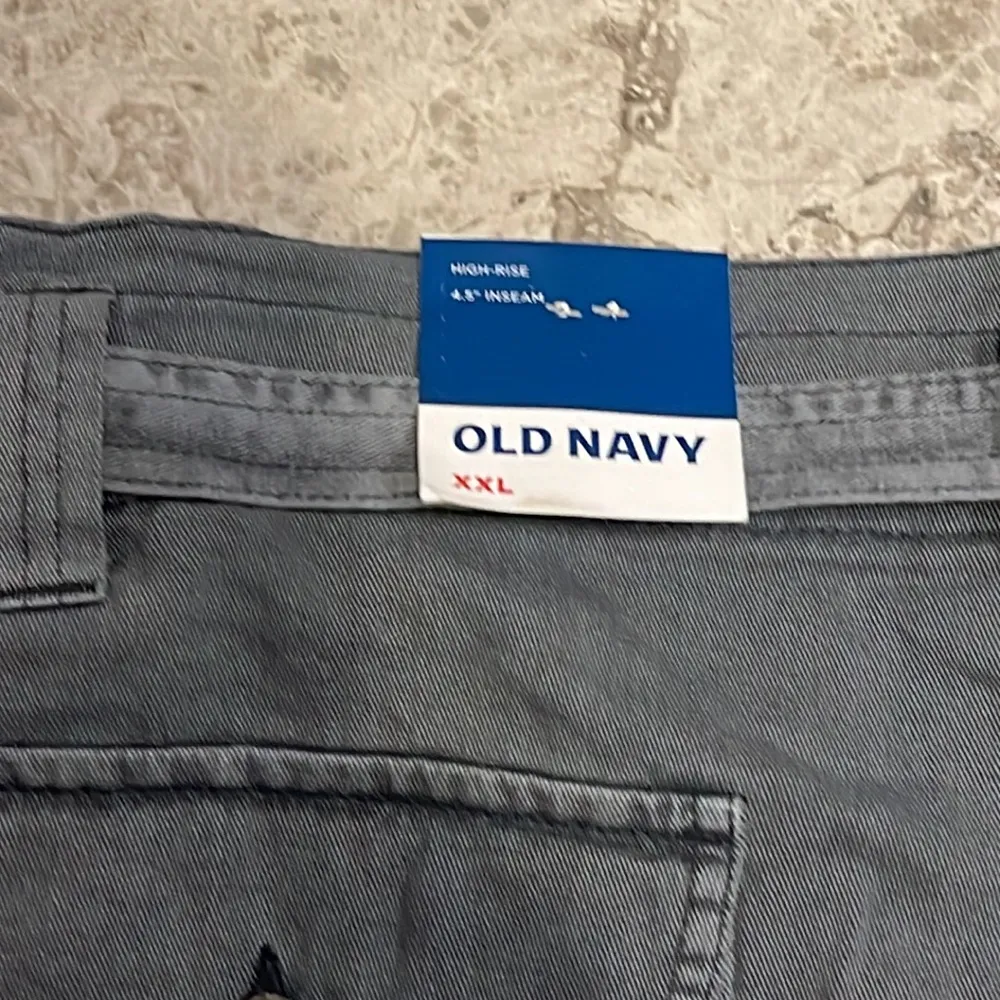 HIGH-RISE
4.5" INSEAM
OLD NAVY
XXL